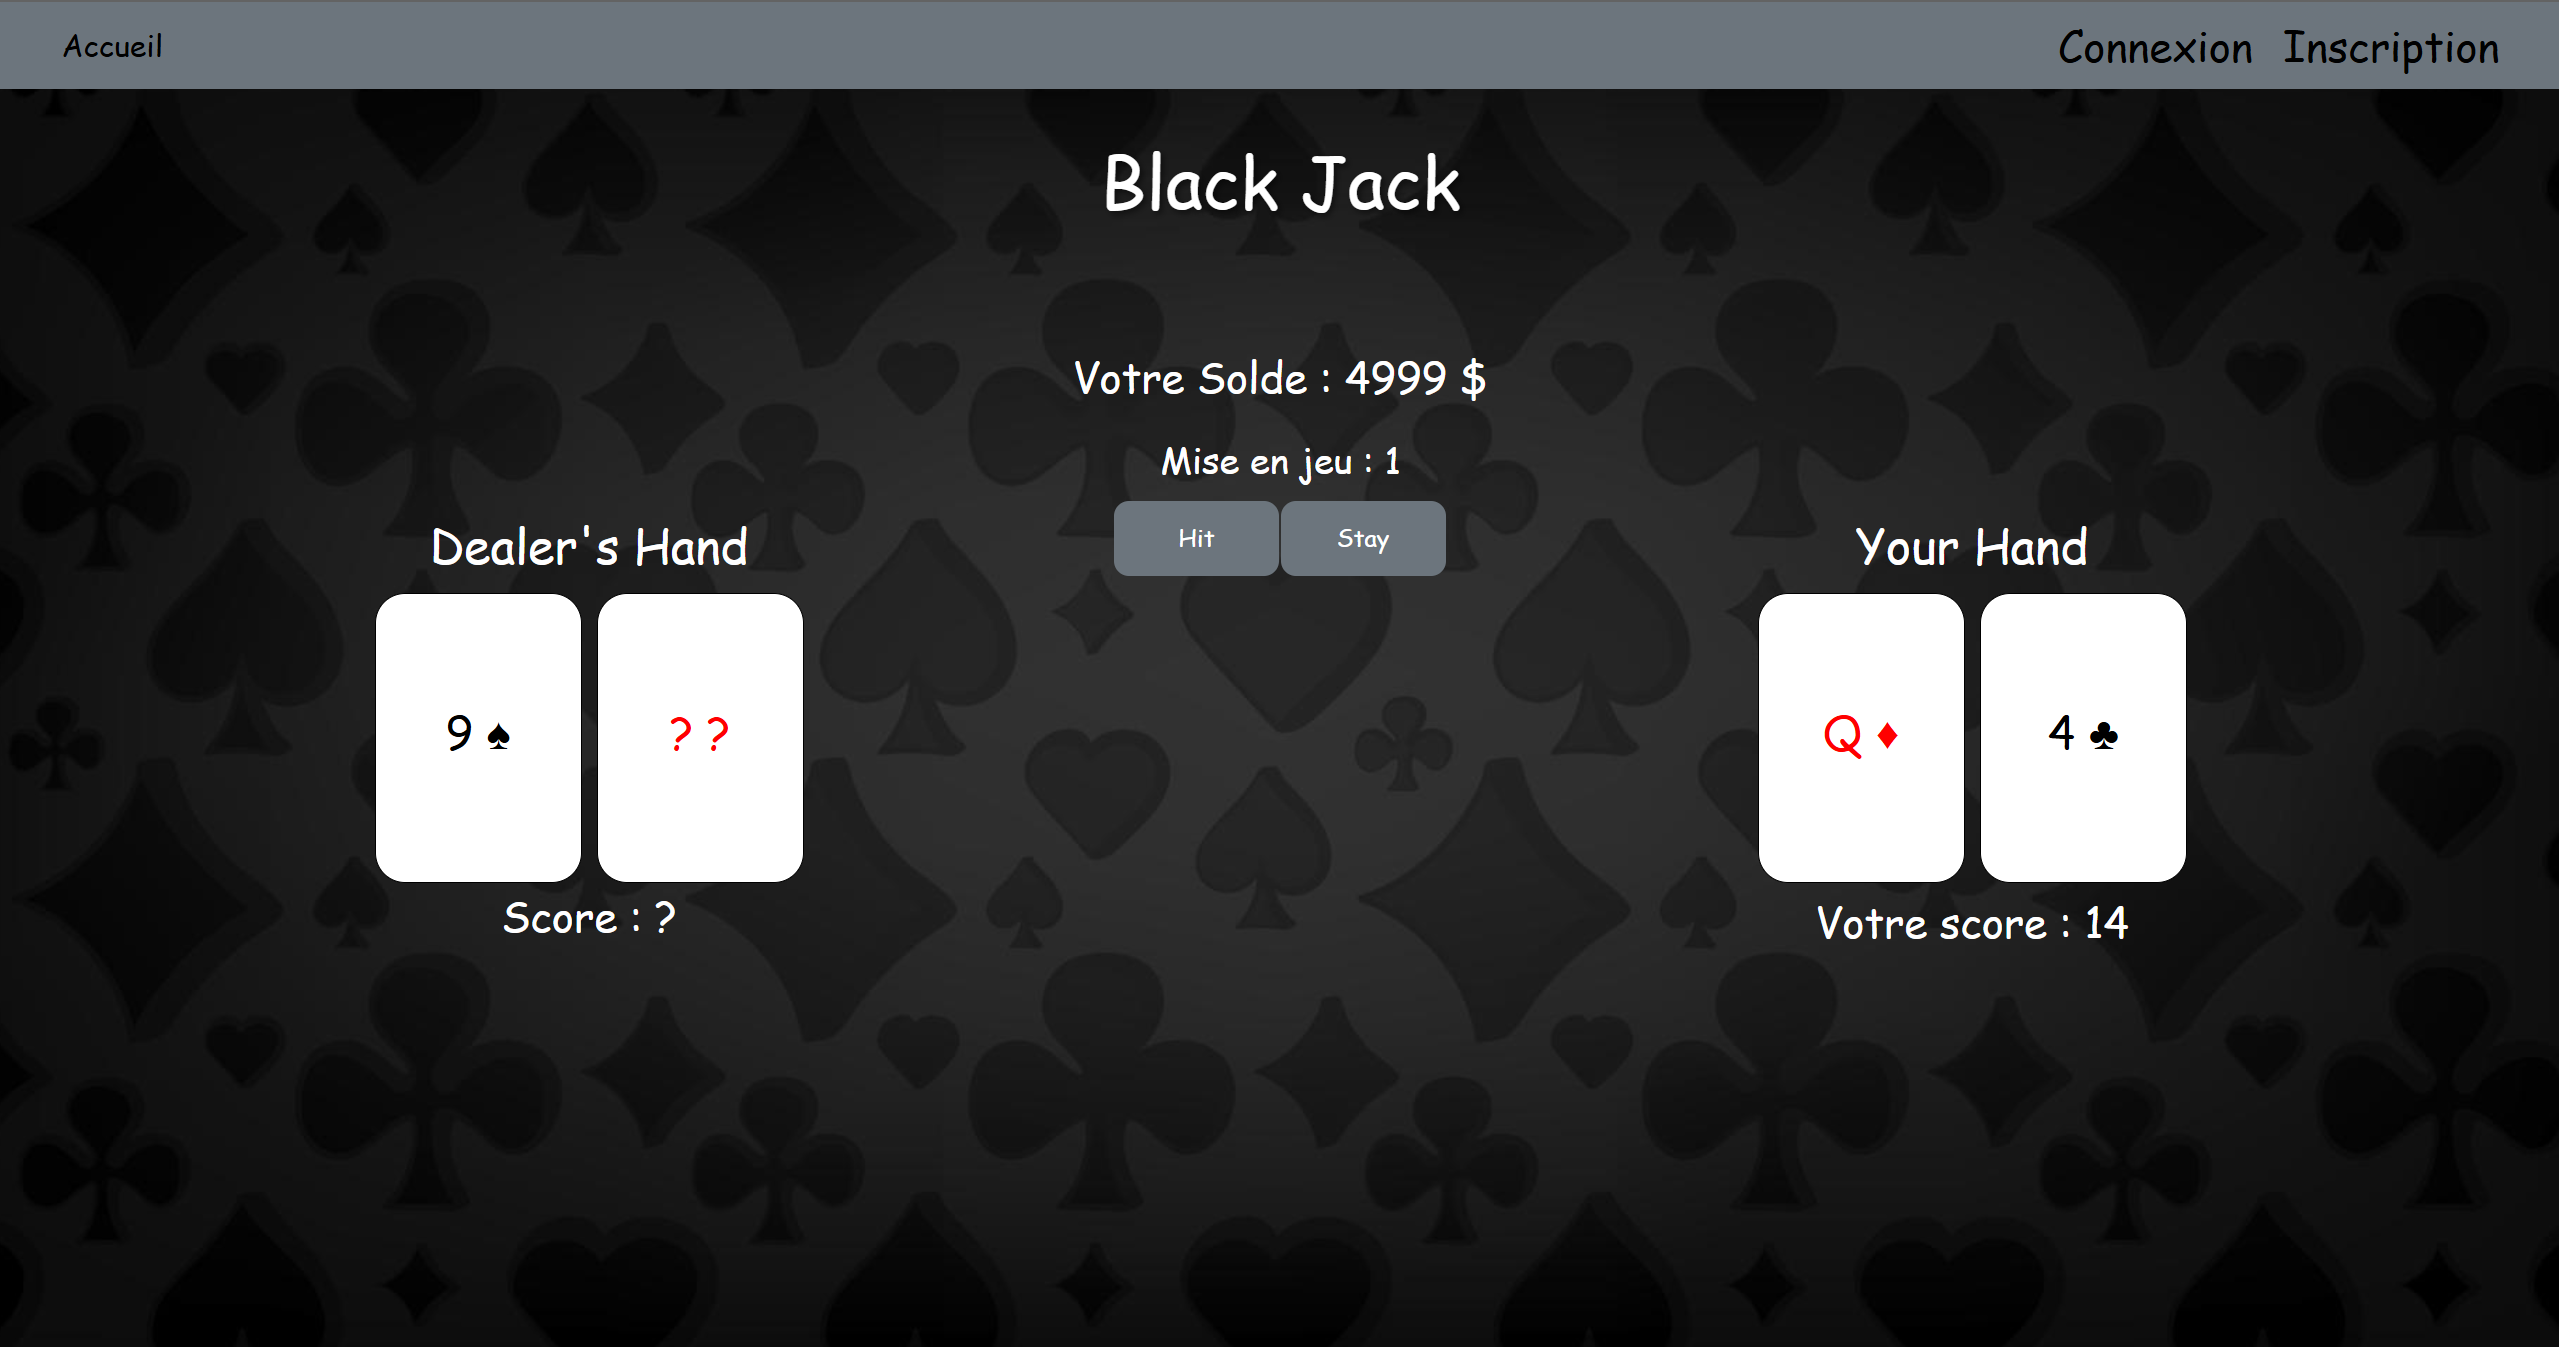 Accueil
Connexion Inscription
Black Jack
Votre Solde : 4999 $
Mise en jeu : 1
Hit Stay
Dealer's Hand
9 ♠ ? ?
Score : ?
Your Hand
Q ♦ 4 ♣
Votre score : 14